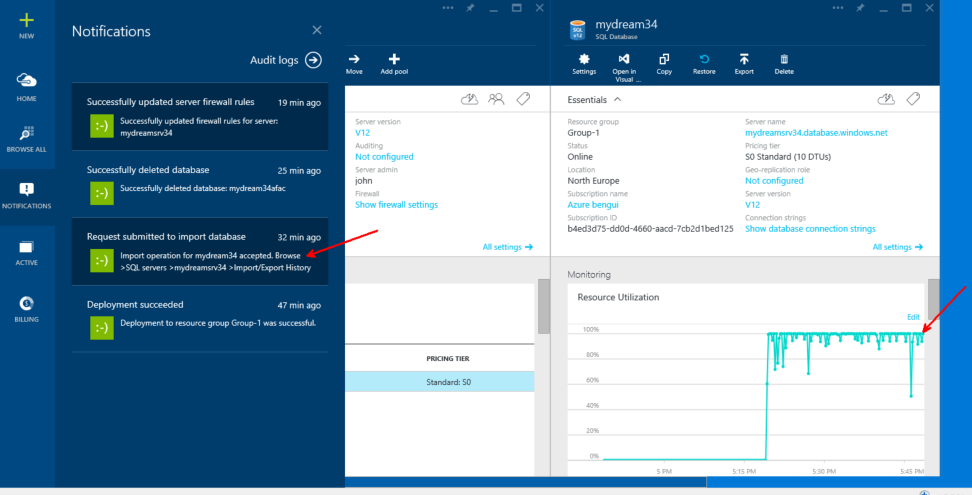 NEW
HOME
BROWSE ALL
NOTIFICATIONS
ACTIVE
BILLING
Notifications
Audit logs
Successfully updated server firewall rules 19 min ago
:-)
Successfully updated firewall rules for server:
mydreamsrv34
Successfully deleted database 25 min ago
:-)
Successfully deleted database: mydream34afac
Request submitted to import database 32 min ago
:-)
Import operation for mydream34 accepted. Browse
>SQL servers >mydreamsrv34 >Import/Export History
Deployment succeeded 47 min ago
:-)
Deployment to resource group Group-1 was successful.
Move
Add pool
Server version
V12
Auditing
Not configured
Server admin
john
Firewall
Show firewall settings
All settings
PRICING TIER
Standard: S0
SQL
V12
mydream34
SQL Database
Settings
Open in
Visual ...
Copy
Restore
Export
Delete
Essentials
Resource group
Group-1
Status
Online
Location
North Europe
Subscription name
Azure bengui
Subscription ID
b4ed3d75-dd0d-4660-aacd-7cb2d1bed125
Server name
mydreamsrv34.database.windows.net
Pricing tier
S0 Standard (10 DTUs)
Geo-replication role
Not configured
Server version
V12
Connection strings
Show database connection strings
All settings
Monitoring
Resource Utilization
Edit
100%
80%
60%
40%
20%
0%
5 PM
5:15 PM
5:30 PM
5:45 PM